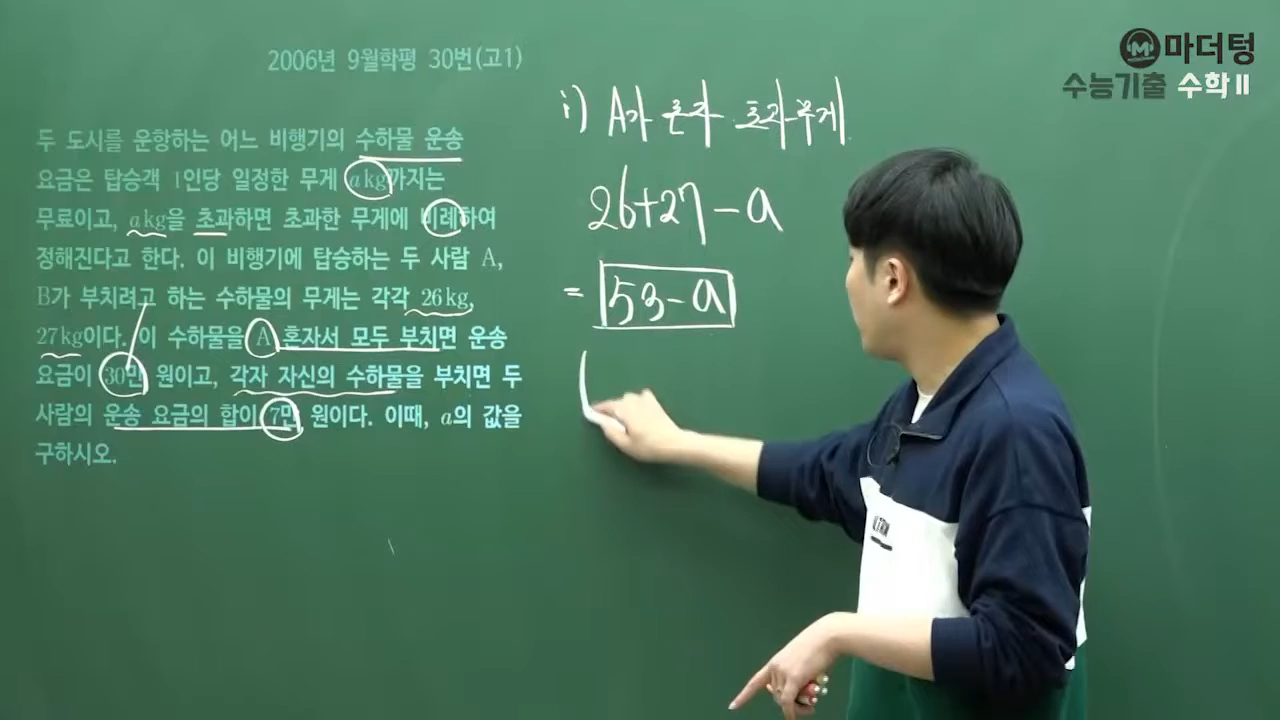 마더텅
수능기출 수학 II
2006년 9월학평 30번(고1)
두 도시를 운항하는 어느 비행기의 수하물 운송
요금은 탑승객 1인당 일정한 무게 a kg까지는
무료이고, a kg을 초과하면 초과한 무게에 비례하여
정해진다고 한다. 이 비행기에 탑승하는 두 사람 A,
B가 부치려고 하는 수하물의 무게는 각각 26 kg,
27 kg이다. 이 수하물을 A 혼자서 모두 부치면 운송
요금이 30만 원이고, 각자 자신의 수하물을 부치면 두
사람의 운송 요금의 합이 7만 원이다. 이때, a의 값을
구하시오.
i) A가 혼자 초과무게
26+27-a
= 53-a